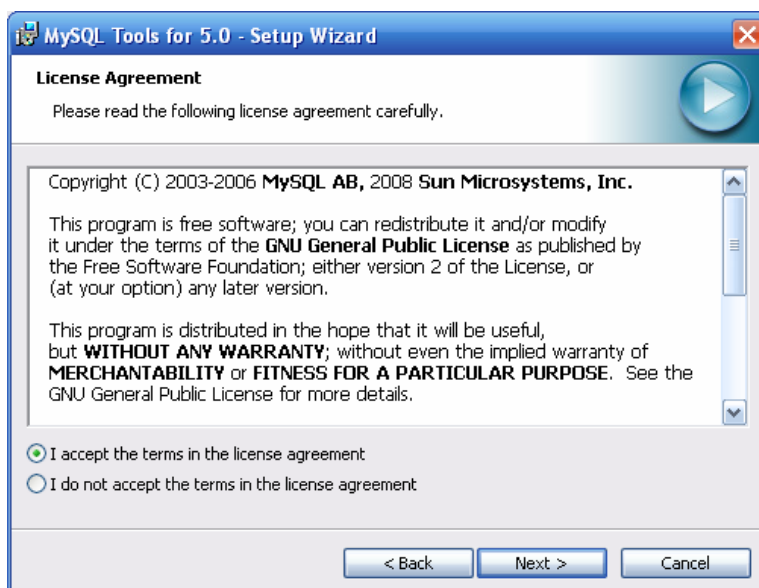 MySQL Tools for 5.0 - Setup Wizard
License Agreement
Please read the following license agreement carefully.
Copyright (C) 2003-2006 MySQL AB, 2008 Sun Microsystems, Inc.
This program is free software; you can redistribute it and/or modify
it under the terms of the GNU General Public License as published by
the Free Software Foundation; either version 2 of the License, or
(at your option) any later version.
This program is distributed in the hope that it will be useful,
but WITHOUT ANY WARRANTY; without even the implied warranty of
MERCHANTABILITY or FITNESS FOR A PARTICULAR PURPOSE.  See the
GNU General Public License for more details.
I accept the terms in the license agreement
I do not accept the terms in the license agreement
< Back
Next >
Cancel